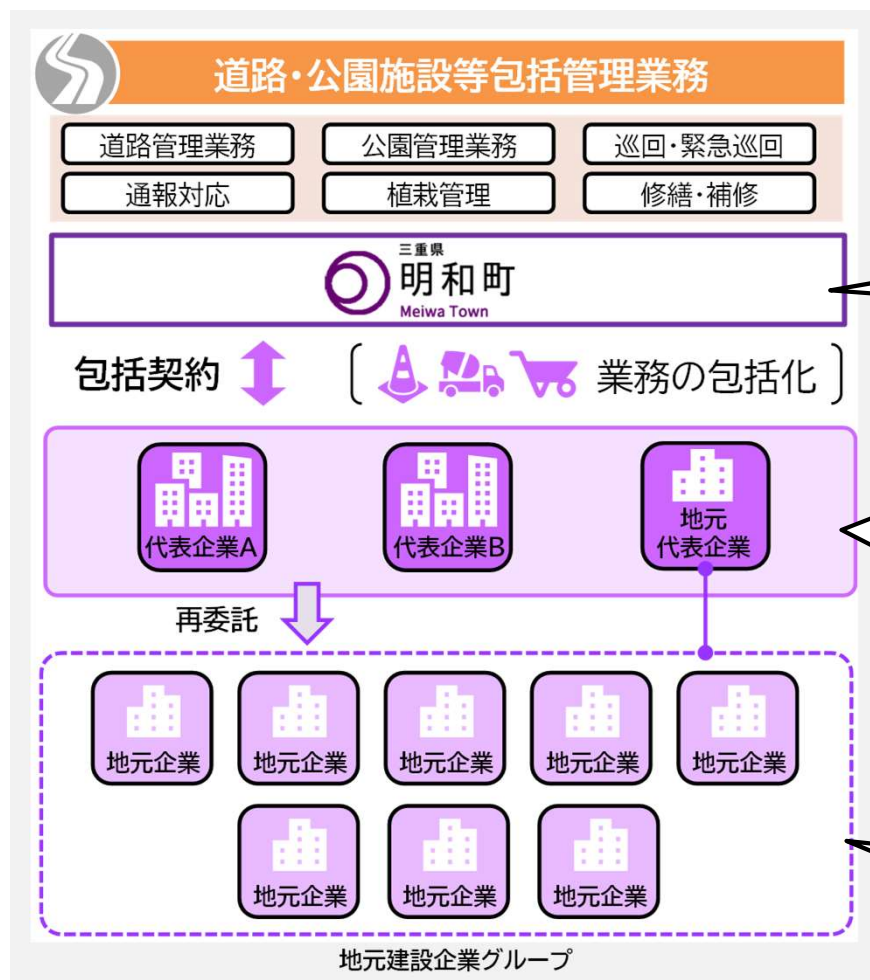 道路・公園施設等包括管理業務
道路管理業務
公園管理業務
巡回・緊急巡回
通報対応
植栽管理
修繕・補修
三重県
明和町
Meiwa Town
包括契約
業務の包括化
代表企業A
代表企業B
地元
代表企業
再委託
地元企業
地元企業
地元企業
地元企業
地元企業
地元企業
地元企業
地元企業
地元建設企業グループ